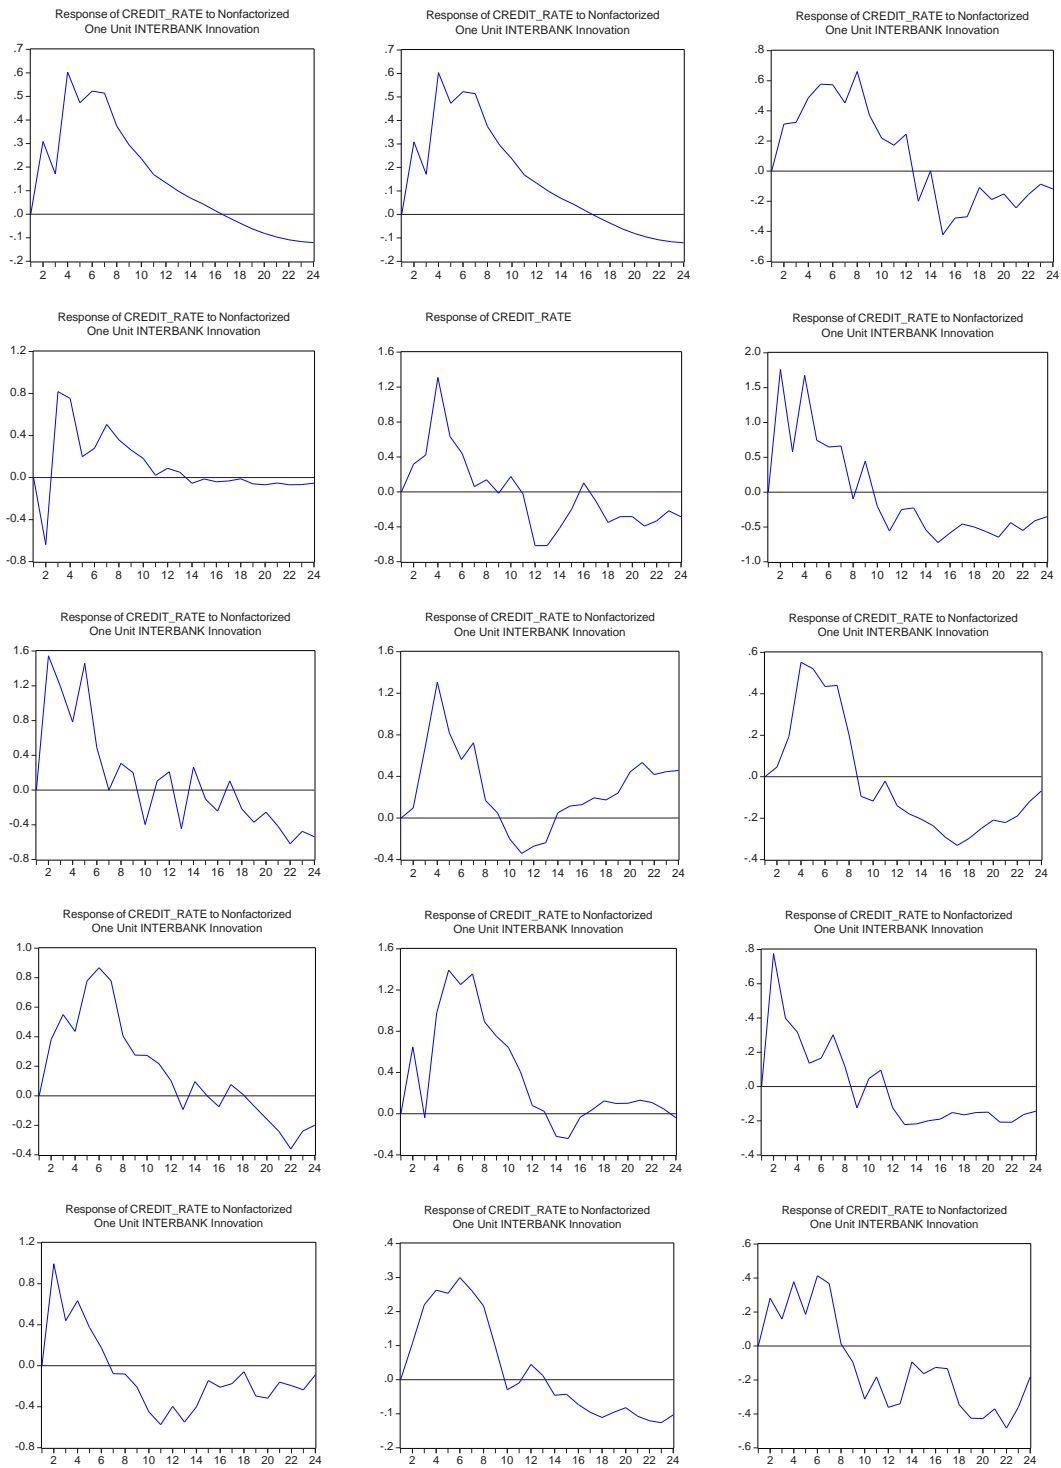 Response of CREDIT_RATE to Nonfactorized
One Unit INTERBANK Innovation
.7
.6
.5
.4
.3
.2
.1
.0
-.1
-.2
2 4 6 8 10 12 14 16 18 20 22 24
Response of CREDIT_RATE to Nonfactorized
One Unit INTERBANK Innovation
.7
.6
.5
.4
.3
.2
.1
.0
-.1
-.2
2 4 6 8 10 12 14 16 18 20 22 24
Response of CREDIT_RATE to Nonfactorized
One Unit INTERBANK Innovation
.8
.6
.4
.2
.0
-.2
-.4
-.6
2 4 6 8 10 12 14 16 18 20 22 24
Response of CREDIT_RATE to Nonfactorized
One Unit INTERBANK Innovation
1.2
0.8
0.4
0.0
-0.4
-0.8
2 4 6 8 10 12 14 16 18 20 22 24
Response of CREDIT_RATE
1.6
1.2
0.8
0.4
0.0
-0.4
-0.8
2 4 6 8 10 12 14 16 18 20 22 24
Response of CREDIT_RATE to Nonfactorized
One Unit INTERBANK Innovation
2.0
1.5
1.0
0.5
0.0
-0.5
-1.0
2 4 6 8 10 12 14 16 18 20 22 24
Response of CREDIT_RATE to Nonfactorized
One Unit INTERBANK Innovation
1.6
1.2
0.8
0.4
0.0
-0.4
-0.8
2 4 6 8 10 12 14 16 18 20 22 24
Response of CREDIT_RATE to Nonfactorized
One Unit INTERBANK Innovation
1.6
1.2
0.8
0.4
0.0
-0.4
2 4 6 8 10 12 14 16 18 20 22 24
Response of CREDIT_RATE to Nonfactorized
One Unit INTERBANK Innovation
.6
.4
.2
.0
-.2
-.4
2 4 6 8 10 12 14 16 18 20 22 24
Response of CREDIT_RATE to Nonfactorized
One Unit INTERBANK Innovation
1.0
0.8
0.6
0.4
0.2
0.0
-0.2
-0.4
2 4 6 8 10 12 14 16 18 20 22 24
Response of CREDIT_RATE to Nonfactorized
One Unit INTERBANK Innovation
1.6
1.2
0.8
0.4
0.0
-0.4
2 4 6 8 10 12 14 16 18 20 22 24
Response of CREDIT_RATE to Nonfactorized
One Unit INTERBANK Innovation
.8
.6
.4
.2
.0
-.2
-.4
2 4 6 8 10 12 14 16 18 20 22 24
Response of CREDIT_RATE to Nonfactorized
One Unit INTERBANK Innovation
1.2
0.8
0.4
0.0
-0.4
-0.8
2 4 6 8 10 12 14 16 18 20 22 24
Response of CREDIT_RATE to Nonfactorized
One Unit INTERBANK Innovation
.4
.3
.2
.1
.0
-.1
-.2
2 4 6 8 10 12 14 16 18 20 22 24
Response of CREDIT_RATE to Nonfactorized
One Unit INTERBANK Innovation
.6
.4
.2
.0
-.2
-.4
-.6
2 4 6 8 10 12 14 16 18 20 22 24